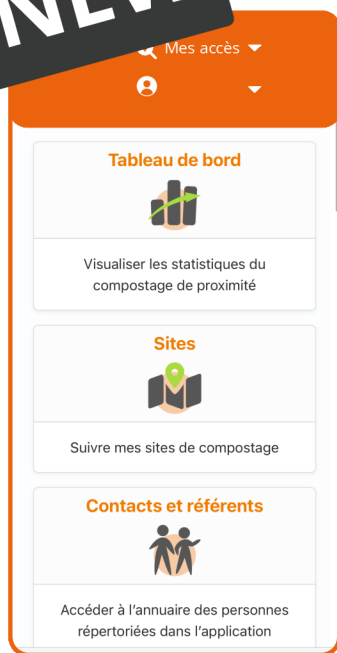 NEW
Mes accès
Tableau de bord
Visualiser les statistiques du
compostage de proximité
Sites
Suivre mes sites de compostage
Contacts et référents
Accéder à l'annuaire des personnes
répertoriées dans l'application